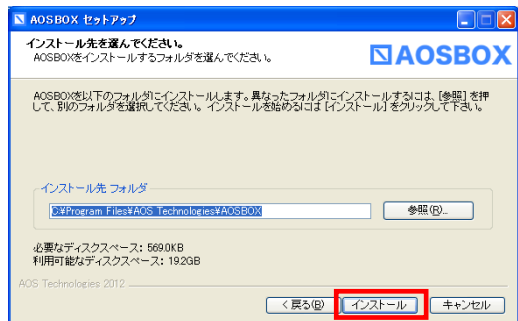 AOSBOX セットアップ
インストール先を選んでください。
AOSBOXをインストールするフォルダを選んでください。
AOSBOX
AOSBOXを以下のフォルダにインストールします。異なったフォルダにインストールするには、[参照] を押
して、別のフォルダを選択してください。 インストールを始めるには [インストール] をクリックして下さい。
インストール先 フォルダ
C:¥Program Files¥AOS Technologies¥AOSBOX
参照(R)...
必要なディスクスペース: 569.0KB
利用可能なディスクスペース: 19.2GB
AOS Technologies 2012
< 戻る(B)
インストール
キャンセル